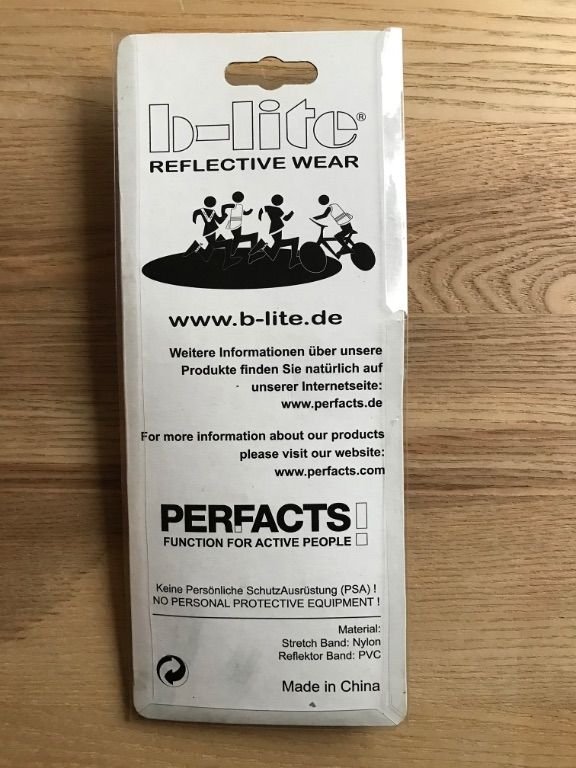 b-lite®
REFLECTIVE WEAR
www.b-lite.de
Weitere Informationen über unsere
Produkte finden Sie natürlich auf
unserer Internetseite:
www.perfacts.de
For more information about our products
please visit our website:
www.perfacts.com
PERFACTS!
FUNCTION FOR ACTIVE PEOPLE
Keine Persönliche SchutzAusrüstung (PSA) !
NO PERSONAL PROTECTIVE EQUIPMENT !
Material:
Stretch Band: Nylon
Reflektor Band: PVC
Made in China